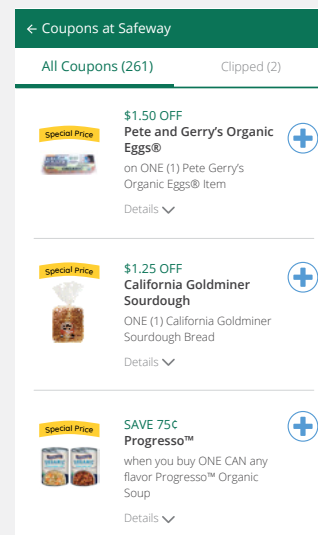 ← Coupons at Safeway
All Coupons (261)
Clipped (2)
Special Price
$1.50 OFF
Pete and Gerry's Organic
Eggs®
on ONE (1) Pete Gerry's
Organic Eggs® Item
Details
Special Price
$1.25 OFF
California Goldminer
Sourdough
ONE (1) California Goldminer
Sourdough Bread
Details
Special Price
SAVE 75¢
Progresso™
when you buy ONE CAN any
flavor Progresso™ Organic
Soup
Details